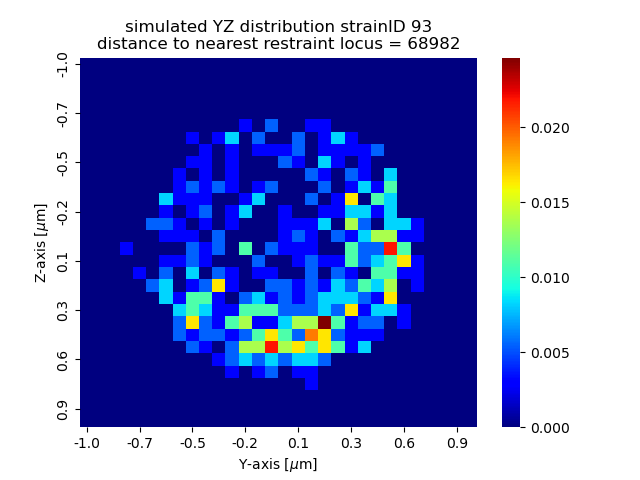 simulated YZ distribution strainID 93
distance to nearest restraint locus = 68982
-1.0
-0.7
-0.5
-0.2
0.1
0.3
0.6
0.9
Z-axis [μm]
-1.0 -0.7 -0.5 -0.2 0.1 0.3 0.6 0.9
Y-axis [μm]
0.020
0.015
0.010
0.005
0.000